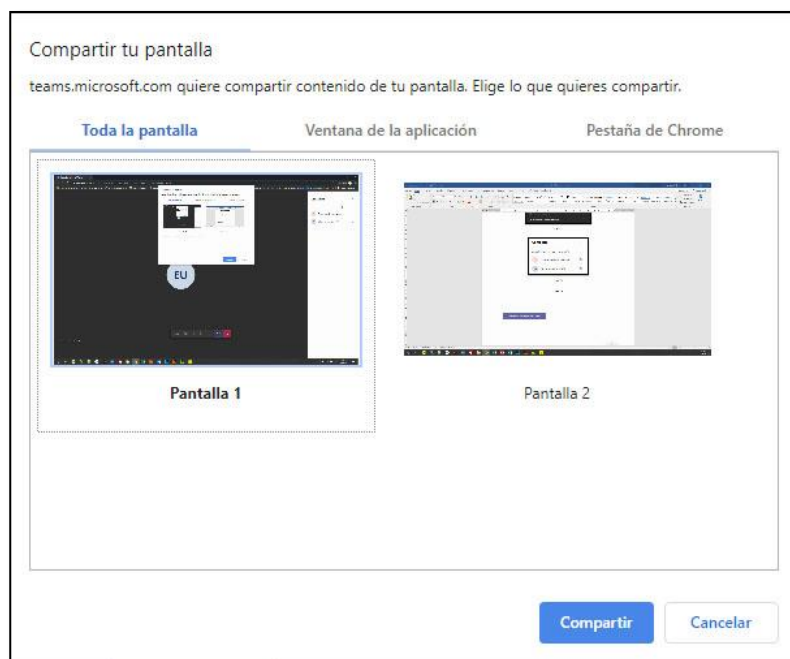 Compartir tu pantalla
teams.microsoft.com quiere compartir contenido de tu pantalla. Elige lo que quieres compartir.
Toda la pantalla Ventana de la aplicación Pestaña de Chrome
EU
Pantalla 1 Pantalla 2
Compartir Cancelar